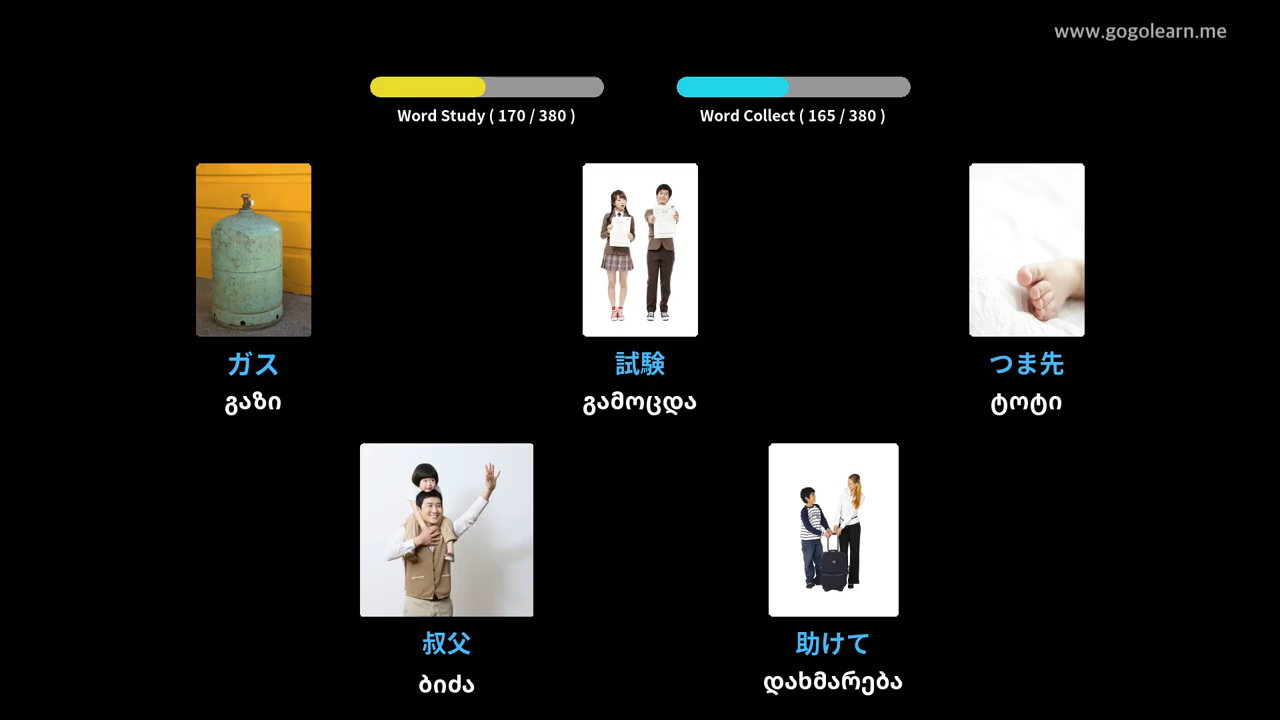 www.gogolearn.me
Word Study ( 170 / 380 )
Word Collect ( 165 / 380 )
ガス
გაზი
試験
გამოცდა
つま先
ტოტი
叔父
ბიძა
助けて
დახმარება